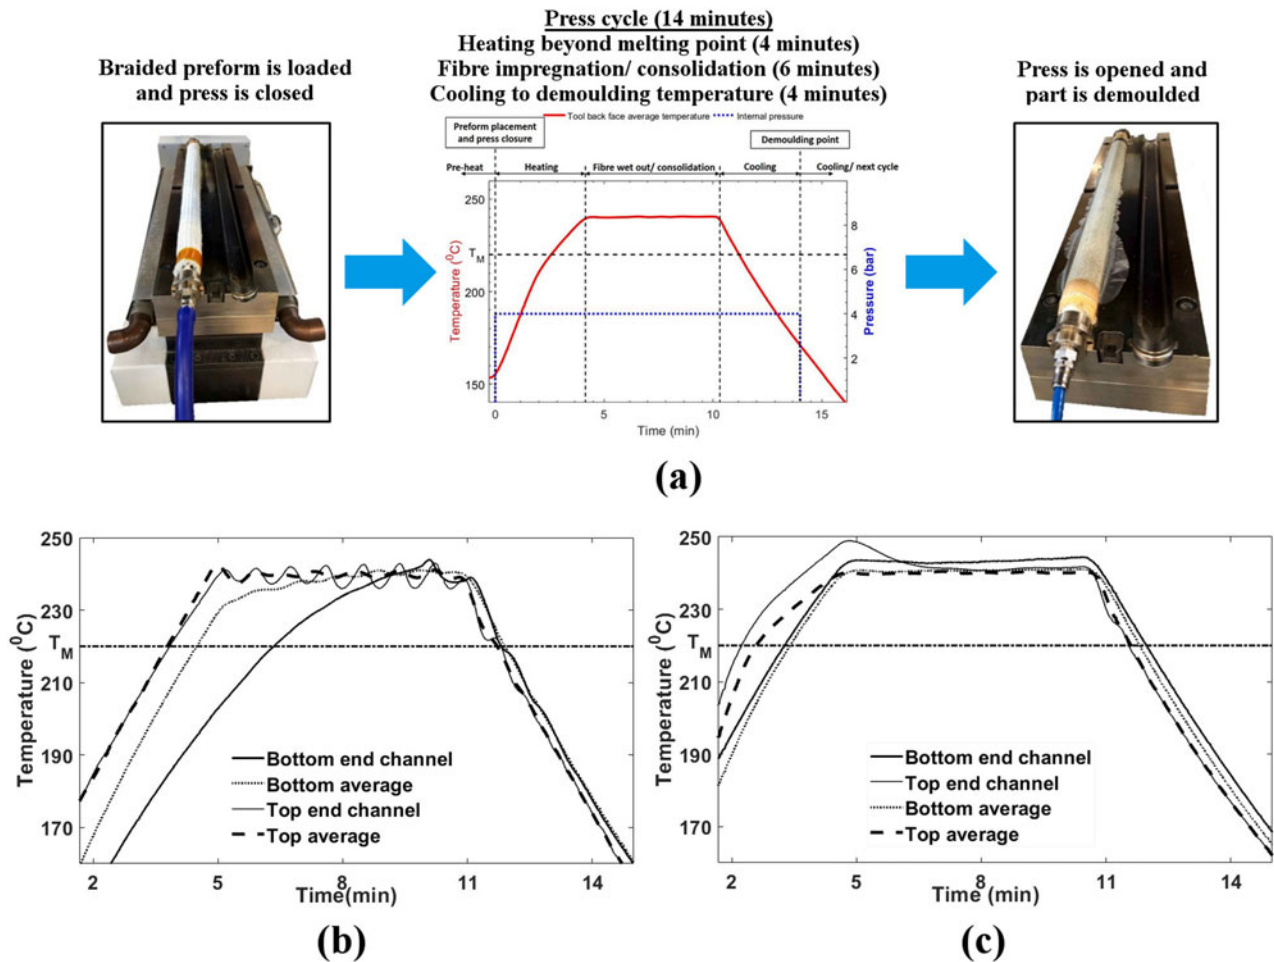 Press cycle (14 minutes)
Heating beyond melting point (4 minutes)
Fibre impregnation/ consolidation (6 minutes)
Cooling to demoulding temperature (4 minutes)
Braided preform is loaded
and press is closed
Press is opened and
part is demoulded
Tool back face average temperature
Internal pressure
Preform placement
and press closure
Demoulding point
Pre-heat
Heating
Fibre wet out/ consolidation
Cooling
Cooling/ next cycle
250
T_M
200
150
Temperature (⁰C)
8
6
4
2
Pressure (bar)
0
5
10
15
Time (min)
(a)
250
230
T_M
210
190
170
Temperature (⁰C)
Bottom end channel
Bottom average
Top end channel
Top average
2
5
8
11
14
Time(min)
(b)
250
230
T_M
210
190
170
Temperature (⁰C)
Bottom end channel
Top end channel
Bottom average
Top average
2
5
8
11
14
Time (min)
(c)